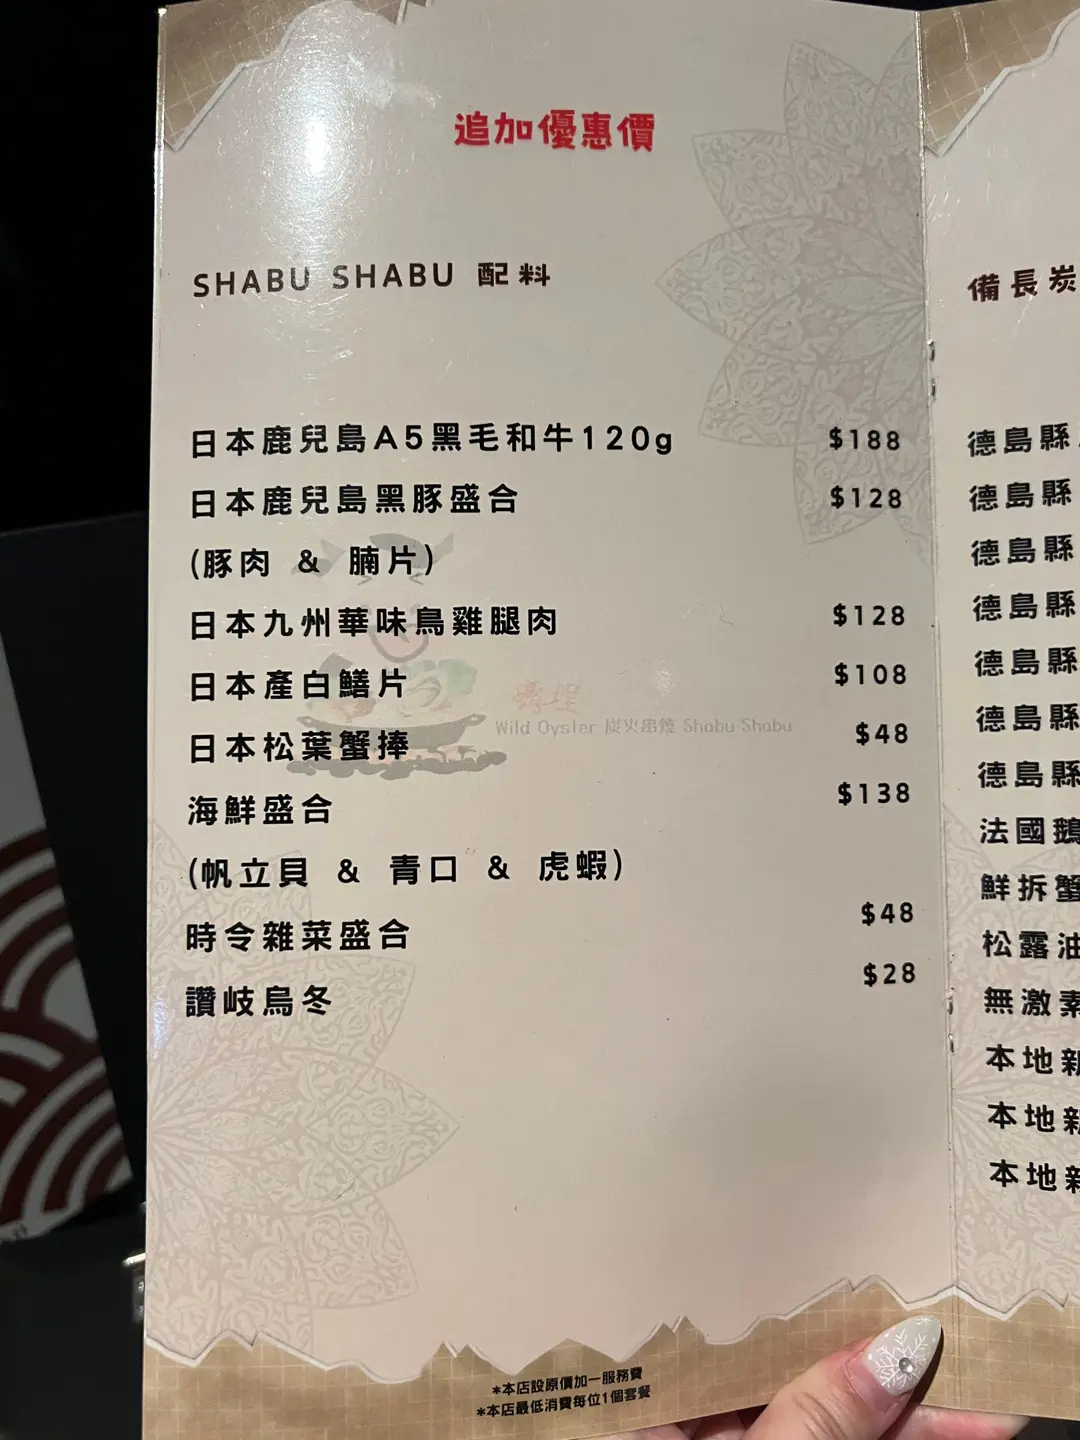 追加優惠價
SHABU SHABU 配料
日本鹿兒島A5黑毛和牛120g $188
日本鹿兒島黑豚盛合 $128
(豚肉 & 腩片)
日本九州華味鳥雞腿肉 $128
日本產白鱔片 $108
日本松葉蟹捧 $48
海鮮盛合 $138
(帆立貝 & 青口 & 虎蝦)
時令雜菜盛合 $48
讚岐烏冬 $28
Wild Oyster 炭火串燒 Shabu Shabu
*本店設原價加一服務費
*本店最低消費每位1個套餐
備長炭
德島縣
德島縣
德島縣
德島縣
德島縣
德島縣
德島縣
法國鵝
鮮拆蟹
松露油
無激素
本地新
本地新
本地新